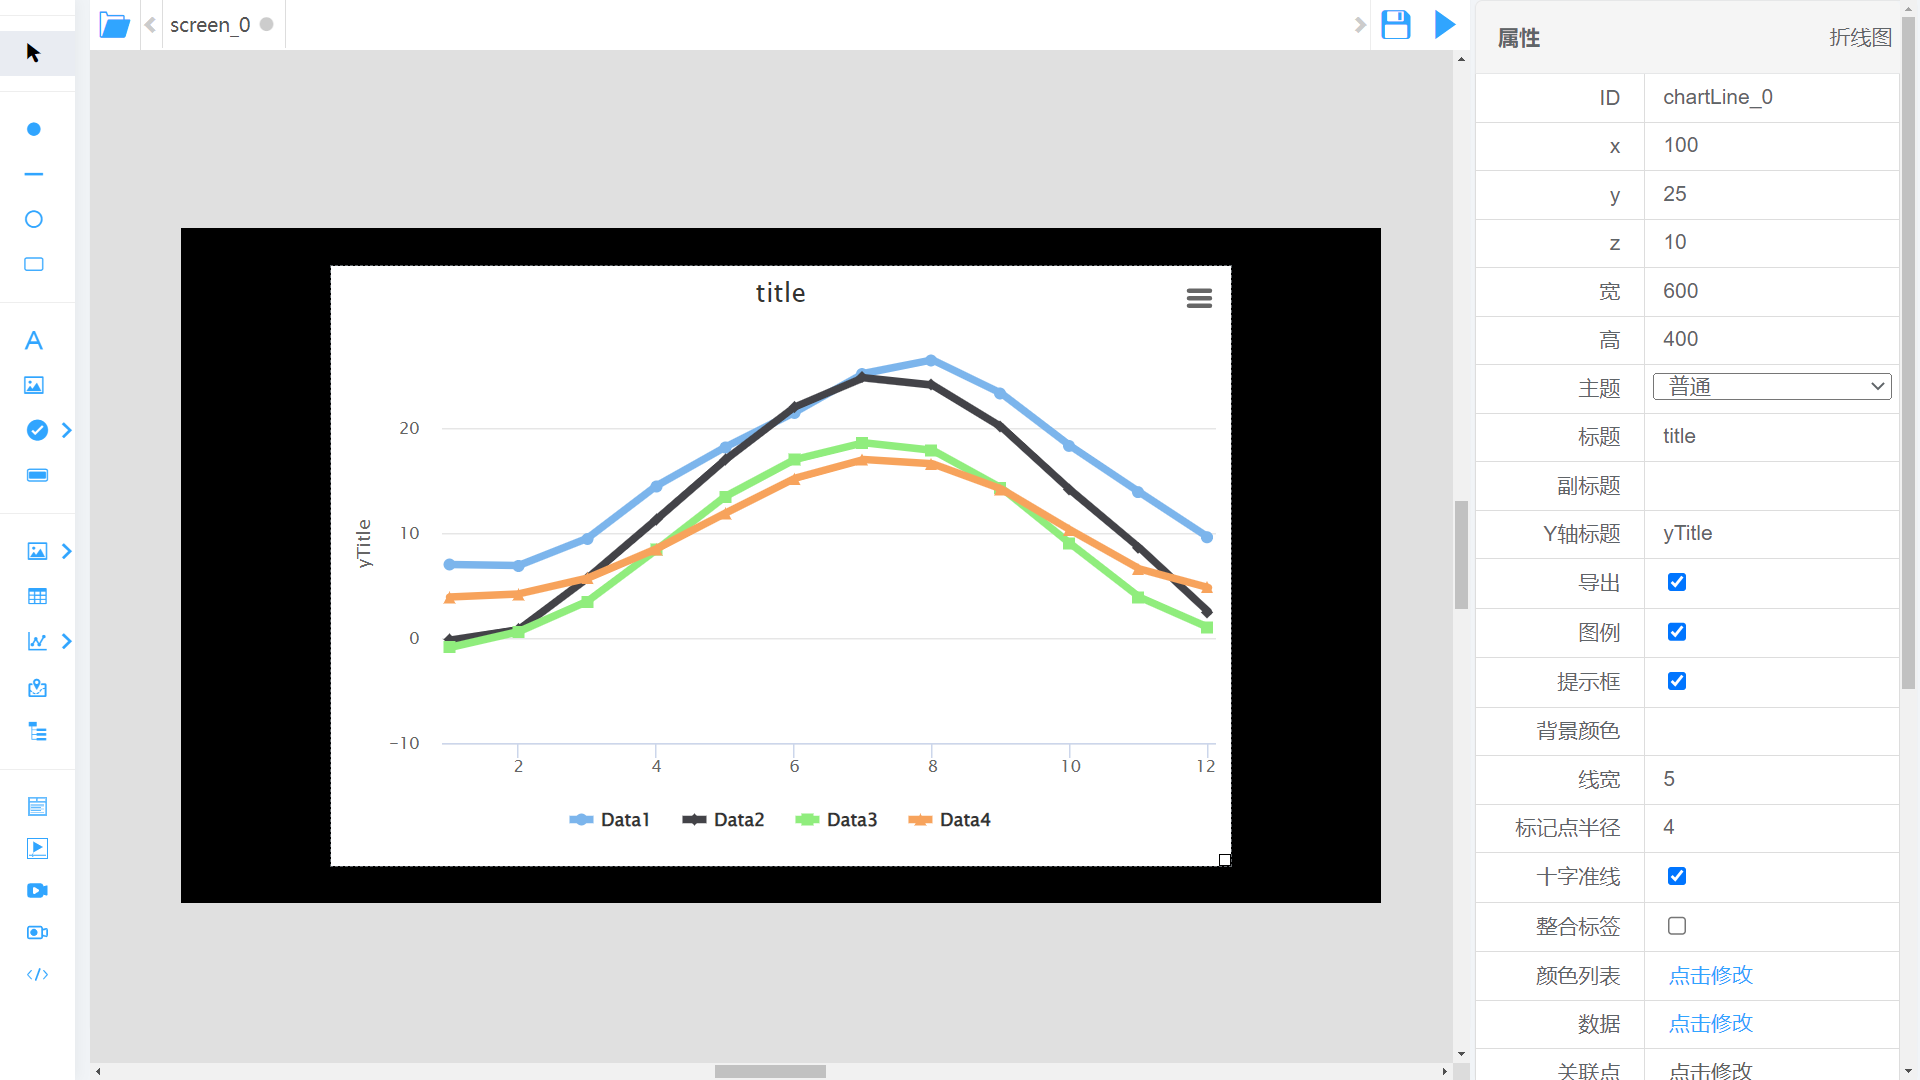 screen_0
title
20
10
0
−10
yTitle
2 4 6 8 10 12
Data1 Data2 Data3 Data4
属性 折线图
ID chartLine_0
x 100
y 25
z 10
宽 600
高 400
主题 普通
标题 title
副标题
Y轴标题 yTitle
导出
图例
提示框
背景颜色
线宽 5
标记点半径 4
十字准线
整合标签
颜色列表 点击修改
数据 点击修改
关联点 点击修改